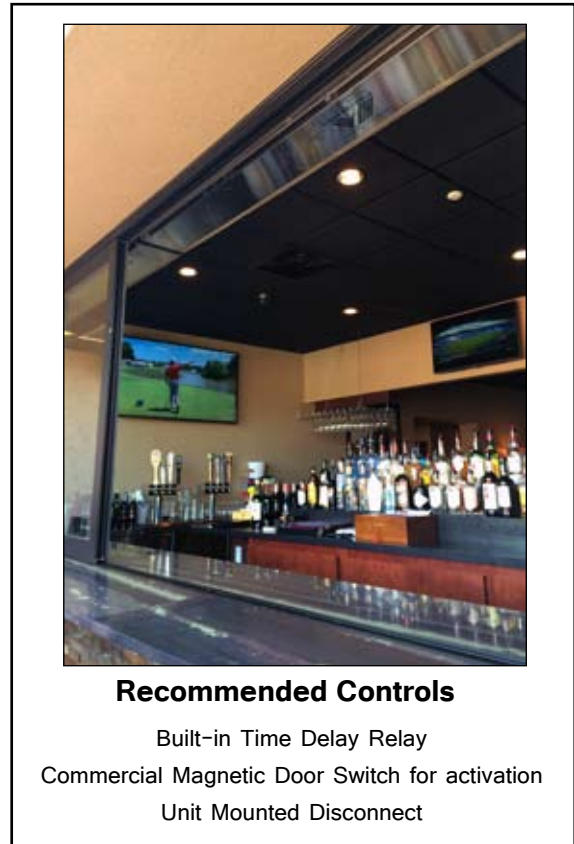 Recommended Controls
Built-in Time Delay Relay
Commercial Magnetic Door Switch for activation
Unit Mounted Disconnect